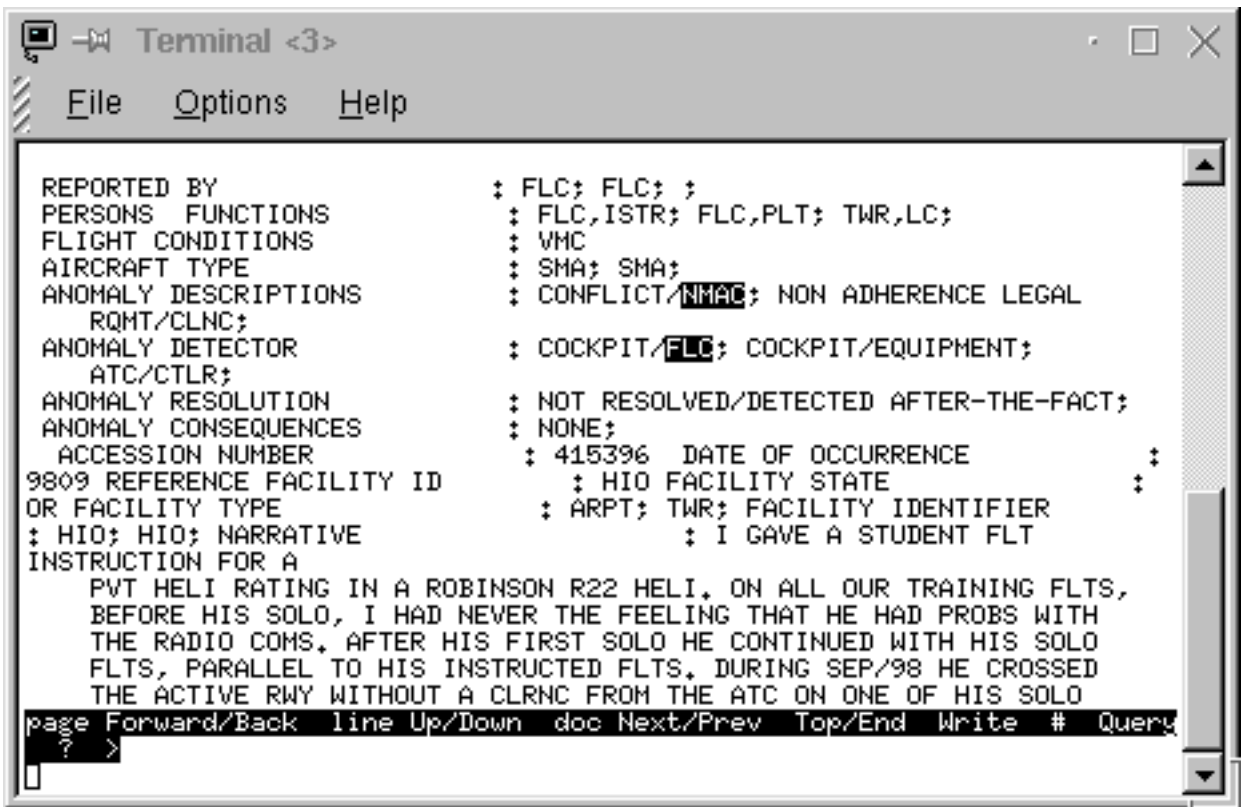 Terminal <3>
File Options Help
REPORTED BY : FLC; FLC; ;
PERSONS FUNCTIONS : FLC,ISTR; FLC,PLT; TWR,LC;
FLIGHT CONDITIONS : VMC
AIRCRAFT TYPE : SMA; SMA;
ANOMALY DESCRIPTIONS : CONFLICT/NMAC; NON ADHERENCE LEGAL
RQMT/CLNC;
ANOMALY DETECTOR : COCKPIT/FLC; COCKPIT/EQUIPMENT;
ATC/CTLR;
ANOMALY RESOLUTION : NOT RESOLVED/DETECTED AFTER-THE-FACT;
ANOMALY CONSEQUENCES : NONE;
ACCESSION NUMBER : 415396 DATE OF OCCURRENCE :
9809 REFERENCE FACILITY ID : HIO FACILITY STATE :
OR FACILITY TYPE : ARPT; TWR; FACILITY IDENTIFIER
: HIO; HIO; NARRATIVE : I GAVE A STUDENT FLT
INSTRUCTION FOR A
PVT HELI RATING IN A ROBINSON R22 HELI. ON ALL OUR TRAINING FLTS,
BEFORE HIS SOLO, I HAD NEVER THE FEELING THAT HE HAD PROBS WITH
THE RADIO COMS. AFTER HIS FIRST SOLO HE CONTINUED WITH HIS SOLO
FLTS, PARALLEL TO HIS INSTRUCTED FLTS. DURING SEP/98 HE CROSSED
THE ACTIVE RWY WITHOUT A CLRNC FROM THE ATC ON ONE OF HIS SOLO
page Forward/Back line Up/Down doc Next/Prev Top/End Write # Query
? >